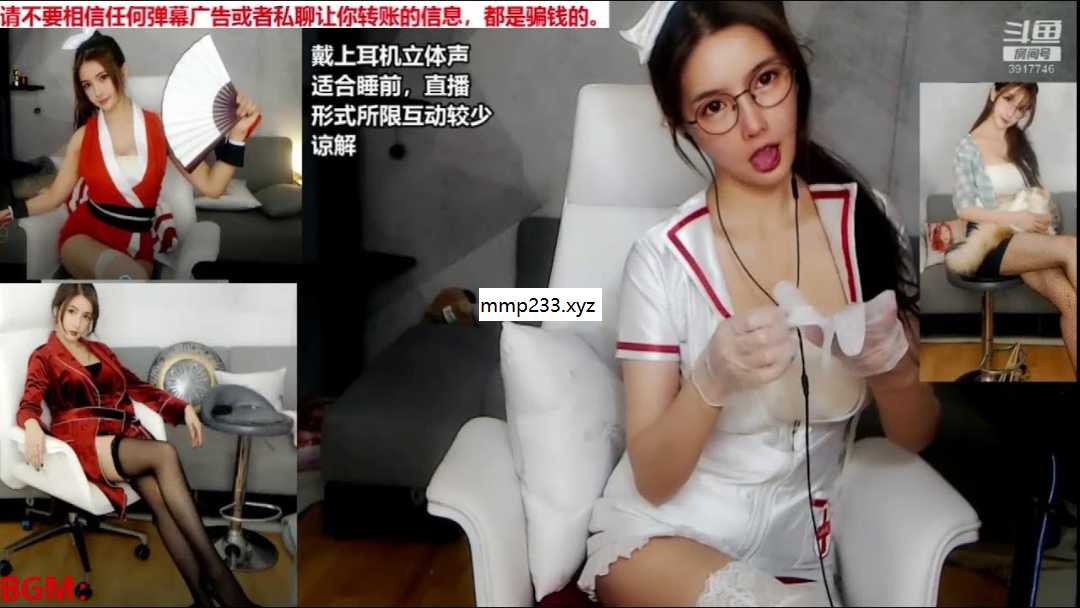 请不要相信任何弹幕广告或者私聊让你转账的信息，都是骗钱的。
斗鱼
房间号
3917746
戴上耳机立体声
适合睡前，直播
形式所限互动较少
谅解
mmp233.xyz
BGM: